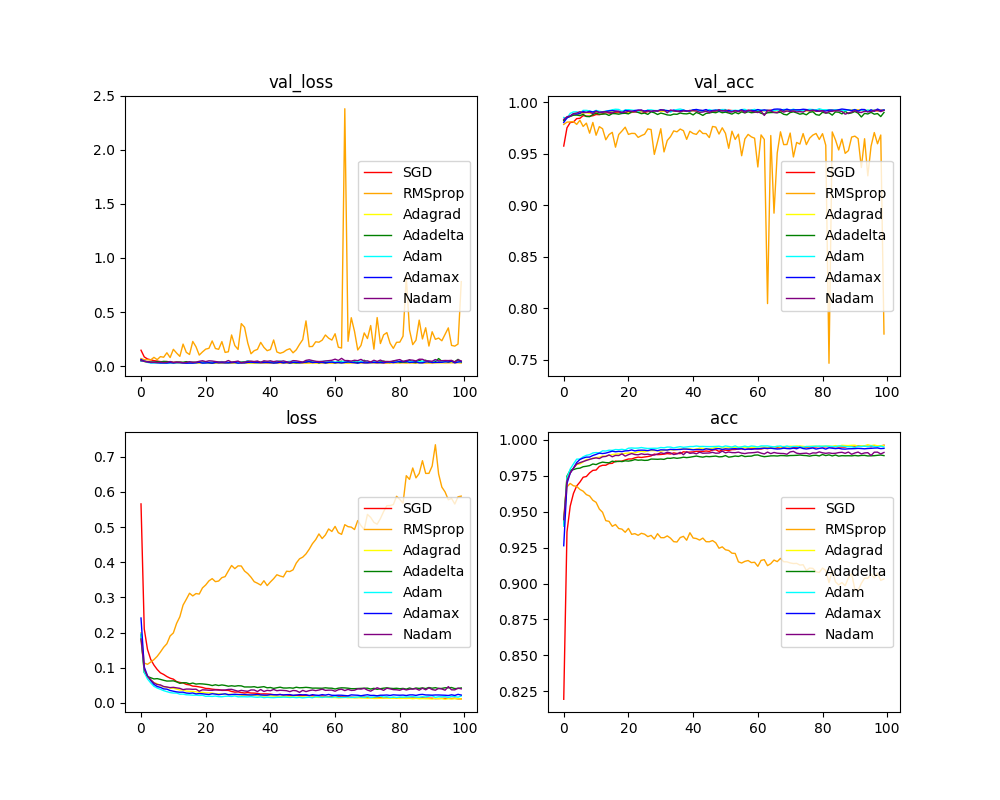 val_loss
2.5
2.0
1.5
1.0
0.5
0.0
0 20 40 60 80 100
SGD
RMSprop
Adagrad
Adadelta
Adam
Adamax
Nadam
val_acc
1.00
0.95
0.90
0.85
0.80
0.75
0 20 40 60 80 100
SGD
RMSprop
Adagrad
Adadelta
Adam
Adamax
Nadam
loss
0.7
0.6
0.5
0.4
0.3
0.2
0.1
0.0
0 20 40 60 80 100
SGD
RMSprop
Adagrad
Adadelta
Adam
Adamax
Nadam
acc
1.000
0.975
0.950
0.925
0.900
0.875
0.850
0.825
0 20 40 60 80 100
SGD
RMSprop
Adagrad
Adadelta
Adam
Adamax
Nadam